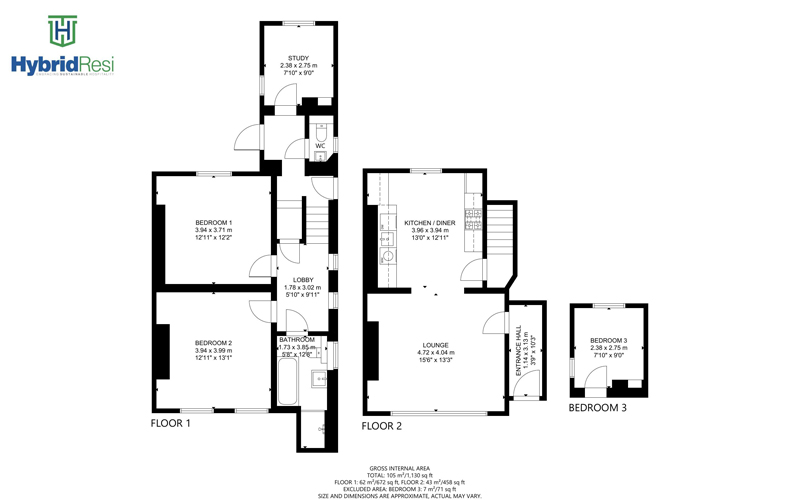 HybridResi
STUDY
2.38 x 2.75 m
7'10" x 9'0"
WC
BEDROOM 1
3.94 x 3.71 m
12'11" x 12'2"
LOBBY
1.78 x 3.02 m
5'10" x 9'11"
BEDROOM 2
3.94 x 3.99 m
12'11" x 13'1"
BATHROOM
1.73 x 3.85 m
5'8" x 12'8"
FLOOR 1
KITCHEN / DINER
3.96 x 3.94 m
13'0" x 12'11"
LOUNGE
4.72 x 4.04 m
15'6" x 13'3"
ENTRANCE HALL
1.14 x 3.13 m
3'9" x 10'3"
FLOOR 2
BEDROOM 3
2.38 x 2.75 m
7'10" x 9'0"
BEDROOM 3
GROSS INTERNAL AREA
TOTAL: 105 m²/1,130 sq ft
FLOOR 1: 62 m²/672 sq ft, FLOOR 2: 43 m²/458 sq ft
EXCLUDED AREA: BEDROOM 3: 7 m²/71 sq ft
SIZE AND DIMENSIONS ARE APPROXIMATE, ACTUAL MAY VARY.